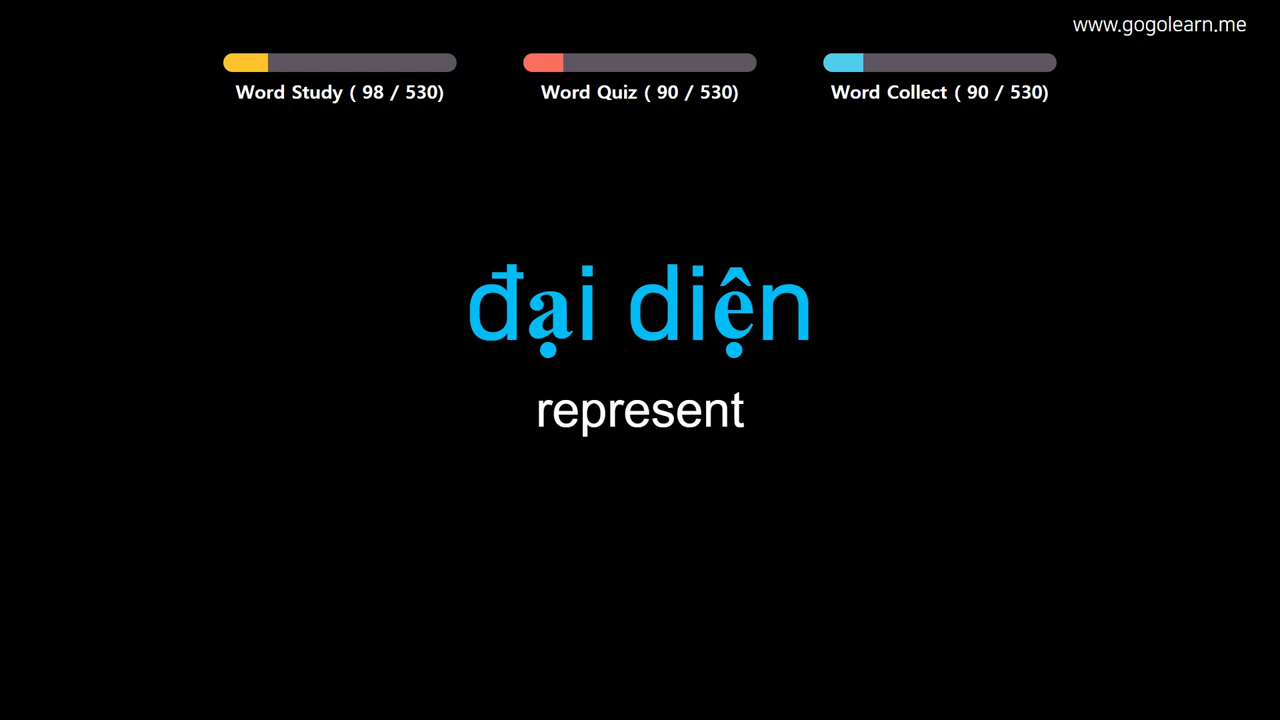 www.gogolearn.me
Word Study ( 98 / 530)
Word Quiz ( 90 / 530)
Word Collect ( 90 / 530)
đại diện
represent